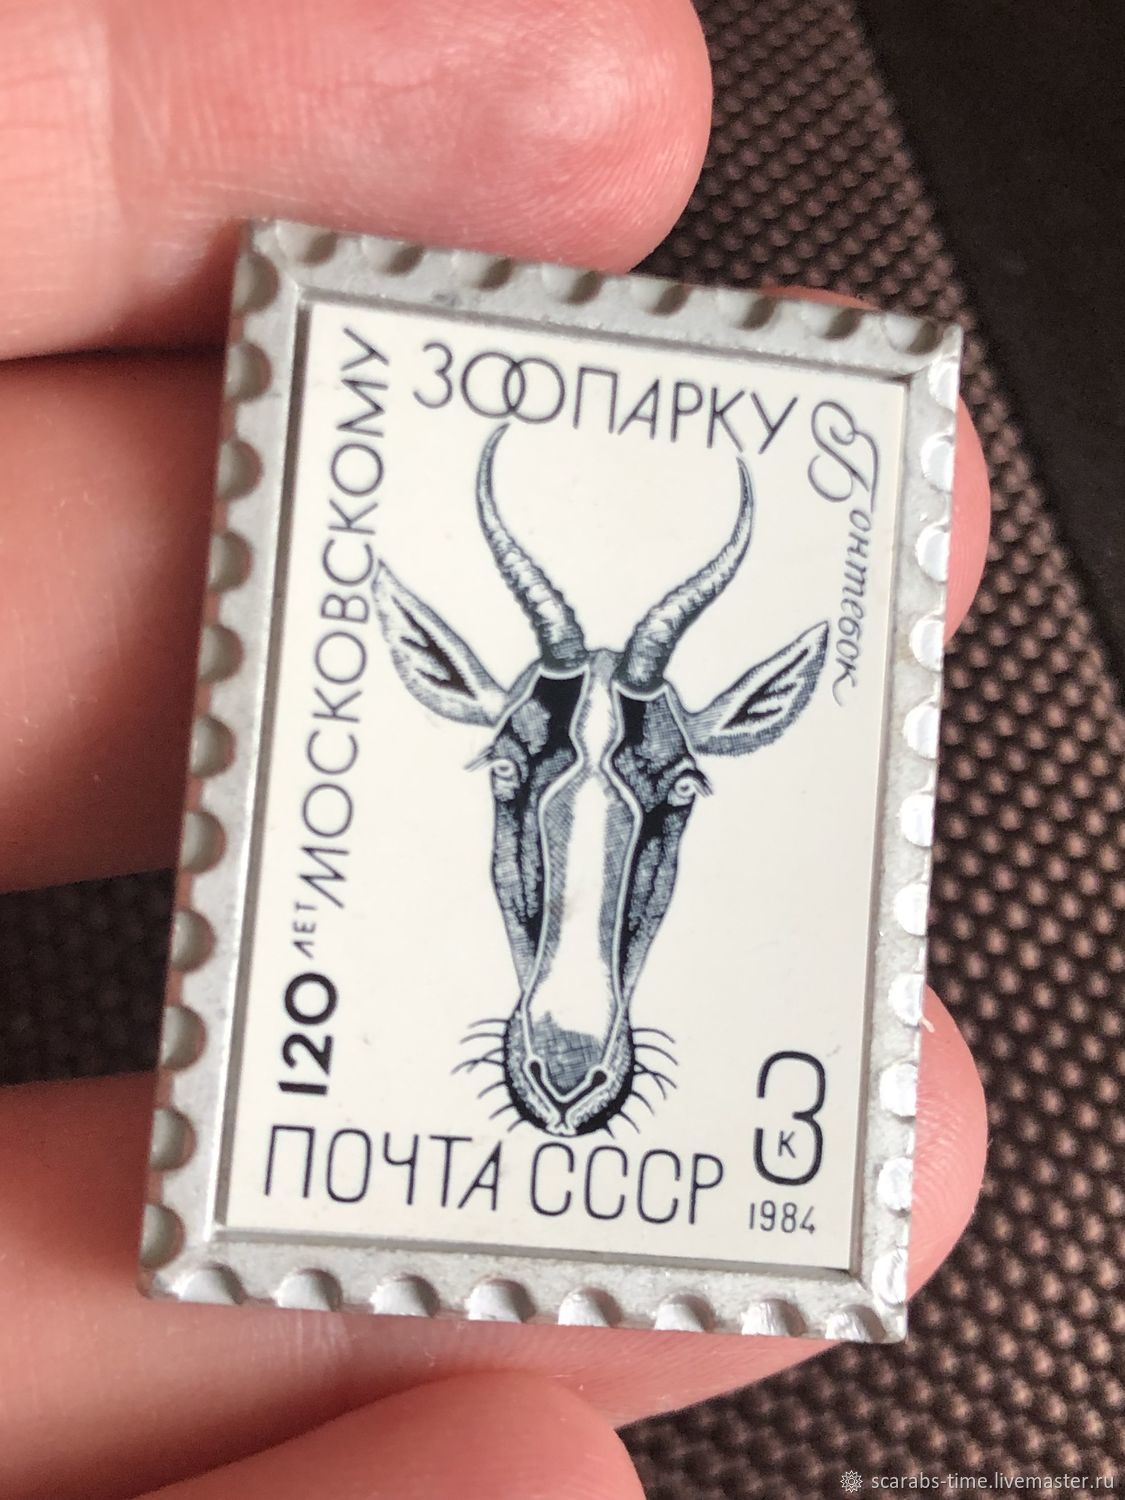 120 ЛЕТ МОСКОВСКОМУ
ЗООПАРКУ
Бонтебок
ПОЧТА СССР
3
к
1984
scarabs-time.livemaster.ru